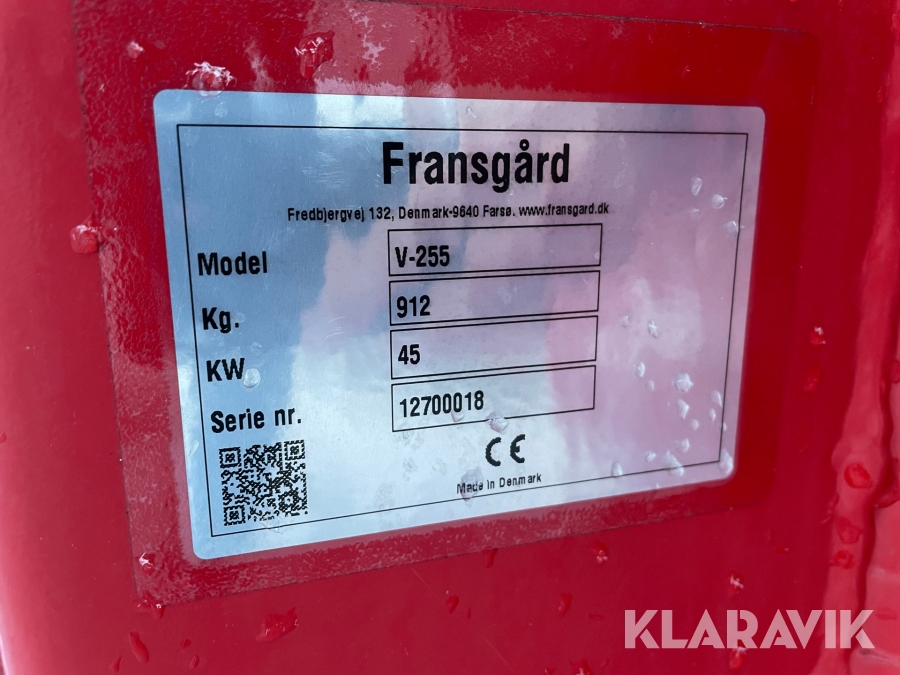 Fransgård
Fredbjergvej 132, Denmark-9640 Farsø. www.fransgard.dk
Model V-255
Kg. 912
KW 45
Serie nr. 12700018
CE
Made in Denmark
KLARAVIK